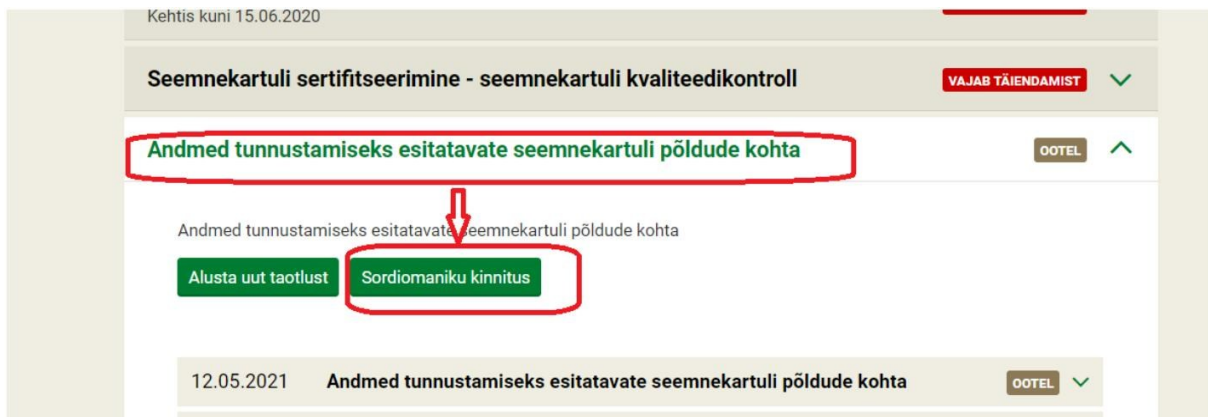 Kehtis kuni 15.06.2020
Seemnekartuli sertifitseerimine - seemnekartuli kvaliteedikontroll VAJAB TÄIENDAMIST
Andmed tunnustamiseks esitatavate seemnekartuli põldude kohta OOTEL
Andmed tunnustamiseks esitatavate seemnekartuli põldude kohta
Alusta uut taotlust Sordiomaniku kinnitus
12.05.2021 Andmed tunnustamiseks esitatavate seemnekartuli põldude kohta OOTEL